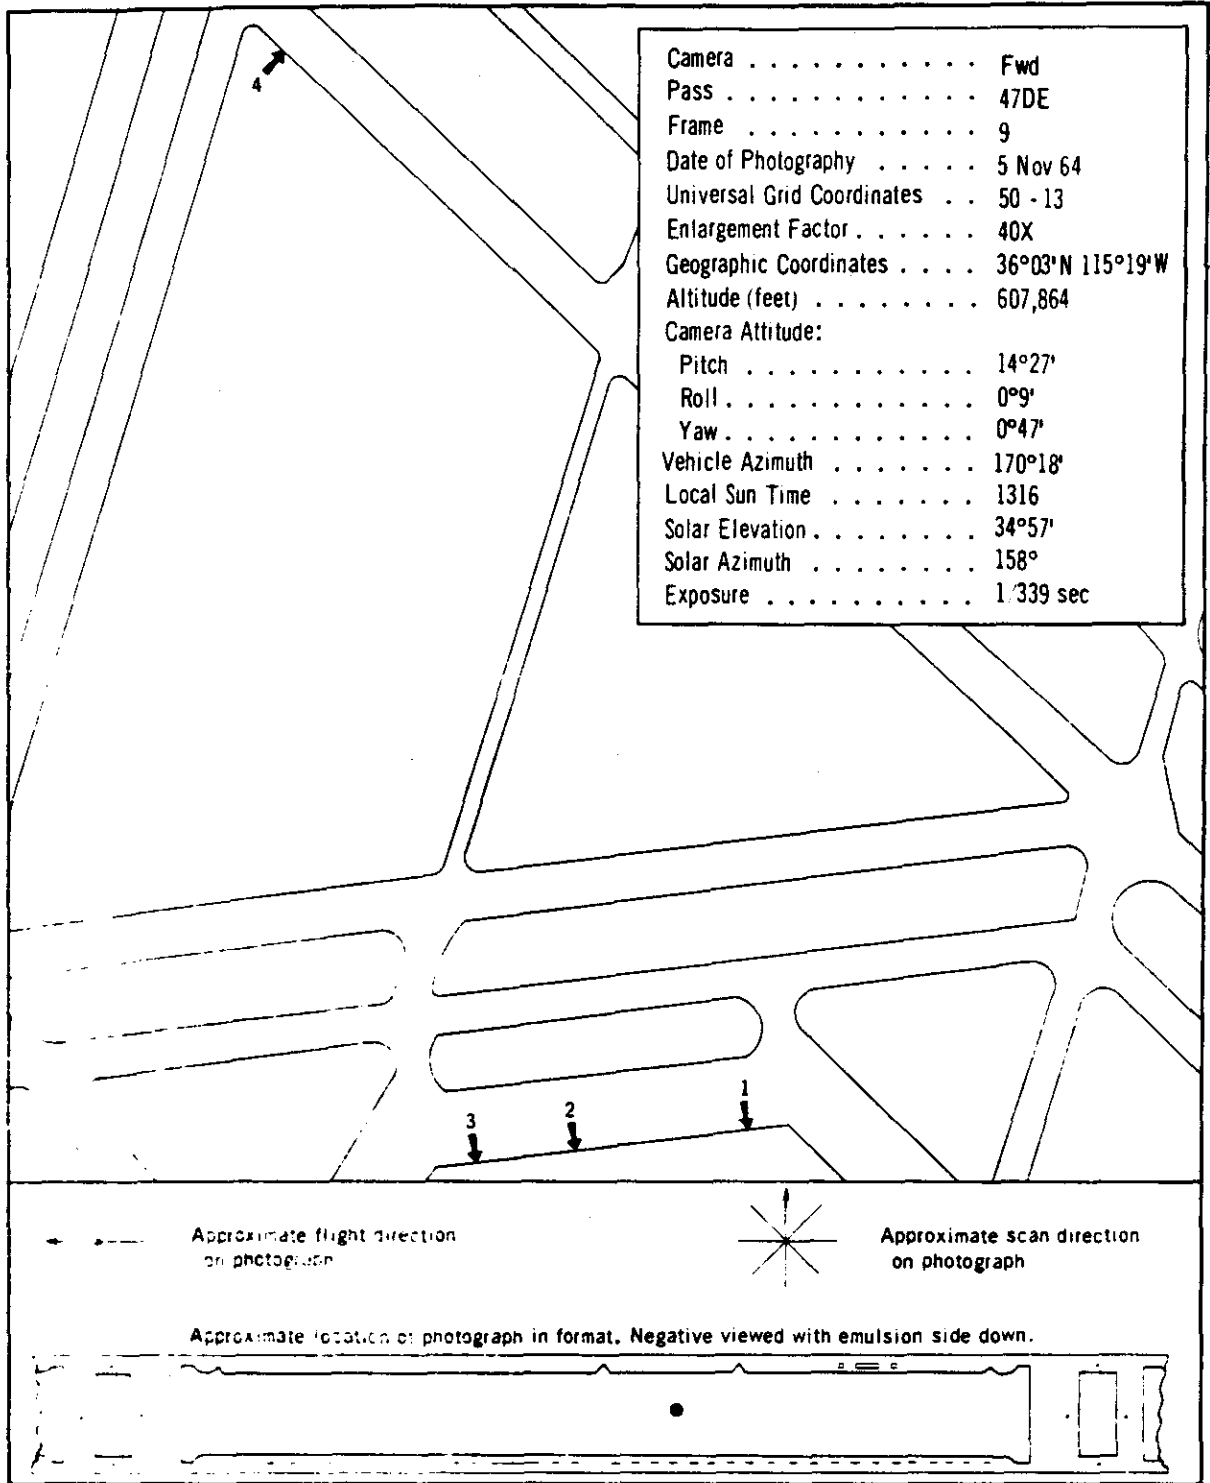 Camera . . . . . . . . . . . Fwd
Pass . . . . . . . . . . . . 47DE
Frame . . . . . . . . . . . 9
Date of Photography . . . . . 5 Nov 64
Universal Grid Coordinates . . 50 - 13
Enlargement Factor . . . . . . 40X
Geographic Coordinates . . . . 36°03'N 115°19'W
Altitude (feet) . . . . . . . . 607,864
Camera Attitude:
Pitch . . . . . . . . . . . 14°27'
Roll . . . . . . . . . . . . 0°9'
Yaw . . . . . . . . . . . . 0°47'
Vehicle Azimuth . . . . . . . 170°18'
Local Sun Time . . . . . . . 1316
Solar Elevation . . . . . . . . 34°57'
Solar Azimuth . . . . . . . . 158°
Exposure . . . . . . . . . . 1/339 sec
4
1
2
3
Approximate flight direction
on photograph
Approximate scan direction
on photograph
Approximate location of photograph in format. Negative viewed with emulsion side down.